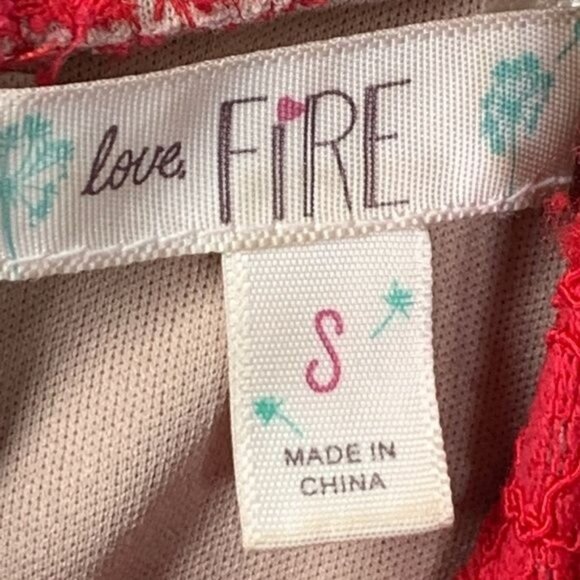 love, FiRE
S
MADE IN
CHINA